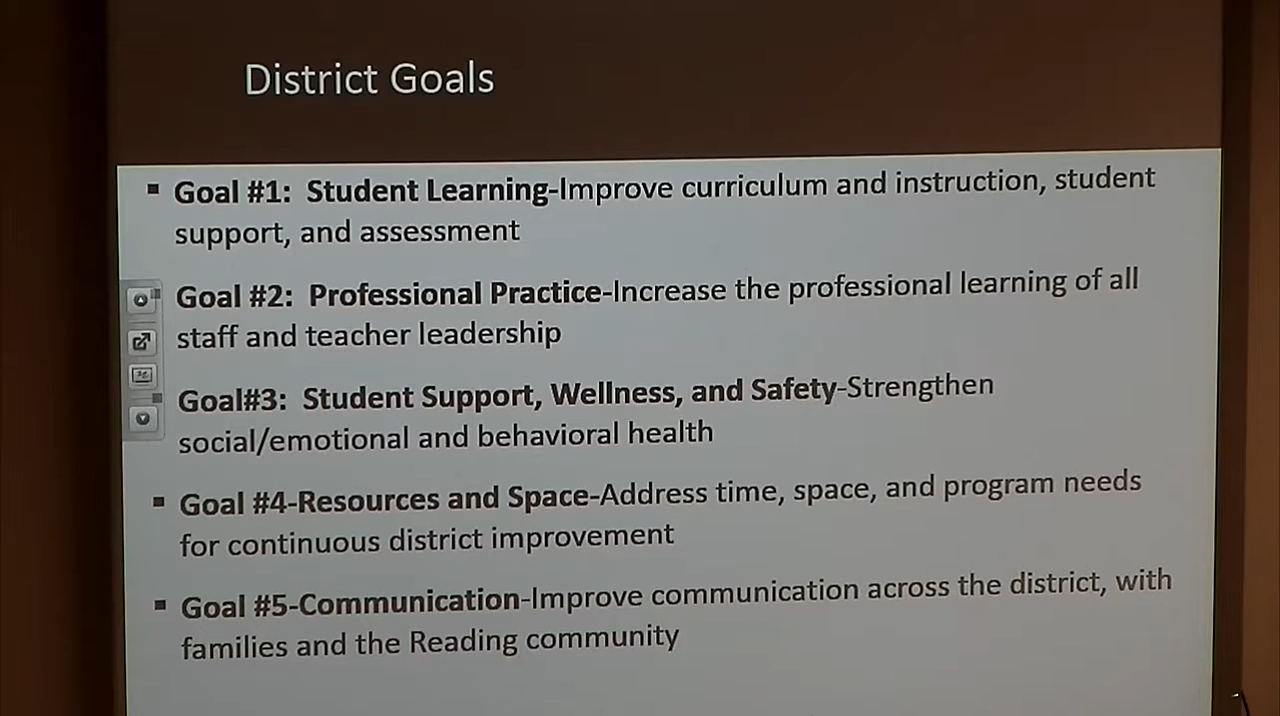 District Goals
▪ Goal #1:  Student Learning-Improve curriculum and instruction, student
support, and assessment
▪ Goal #2:  Professional Practice-Increase the professional learning of all
staff and teacher leadership
▪ Goal#3:  Student Support, Wellness, and Safety-Strengthen
social/emotional and behavioral health
▪ Goal #4-Resources and Space-Address time, space, and program needs
for continuous district improvement
▪ Goal #5-Communication-Improve communication across the district, with
families and the Reading community